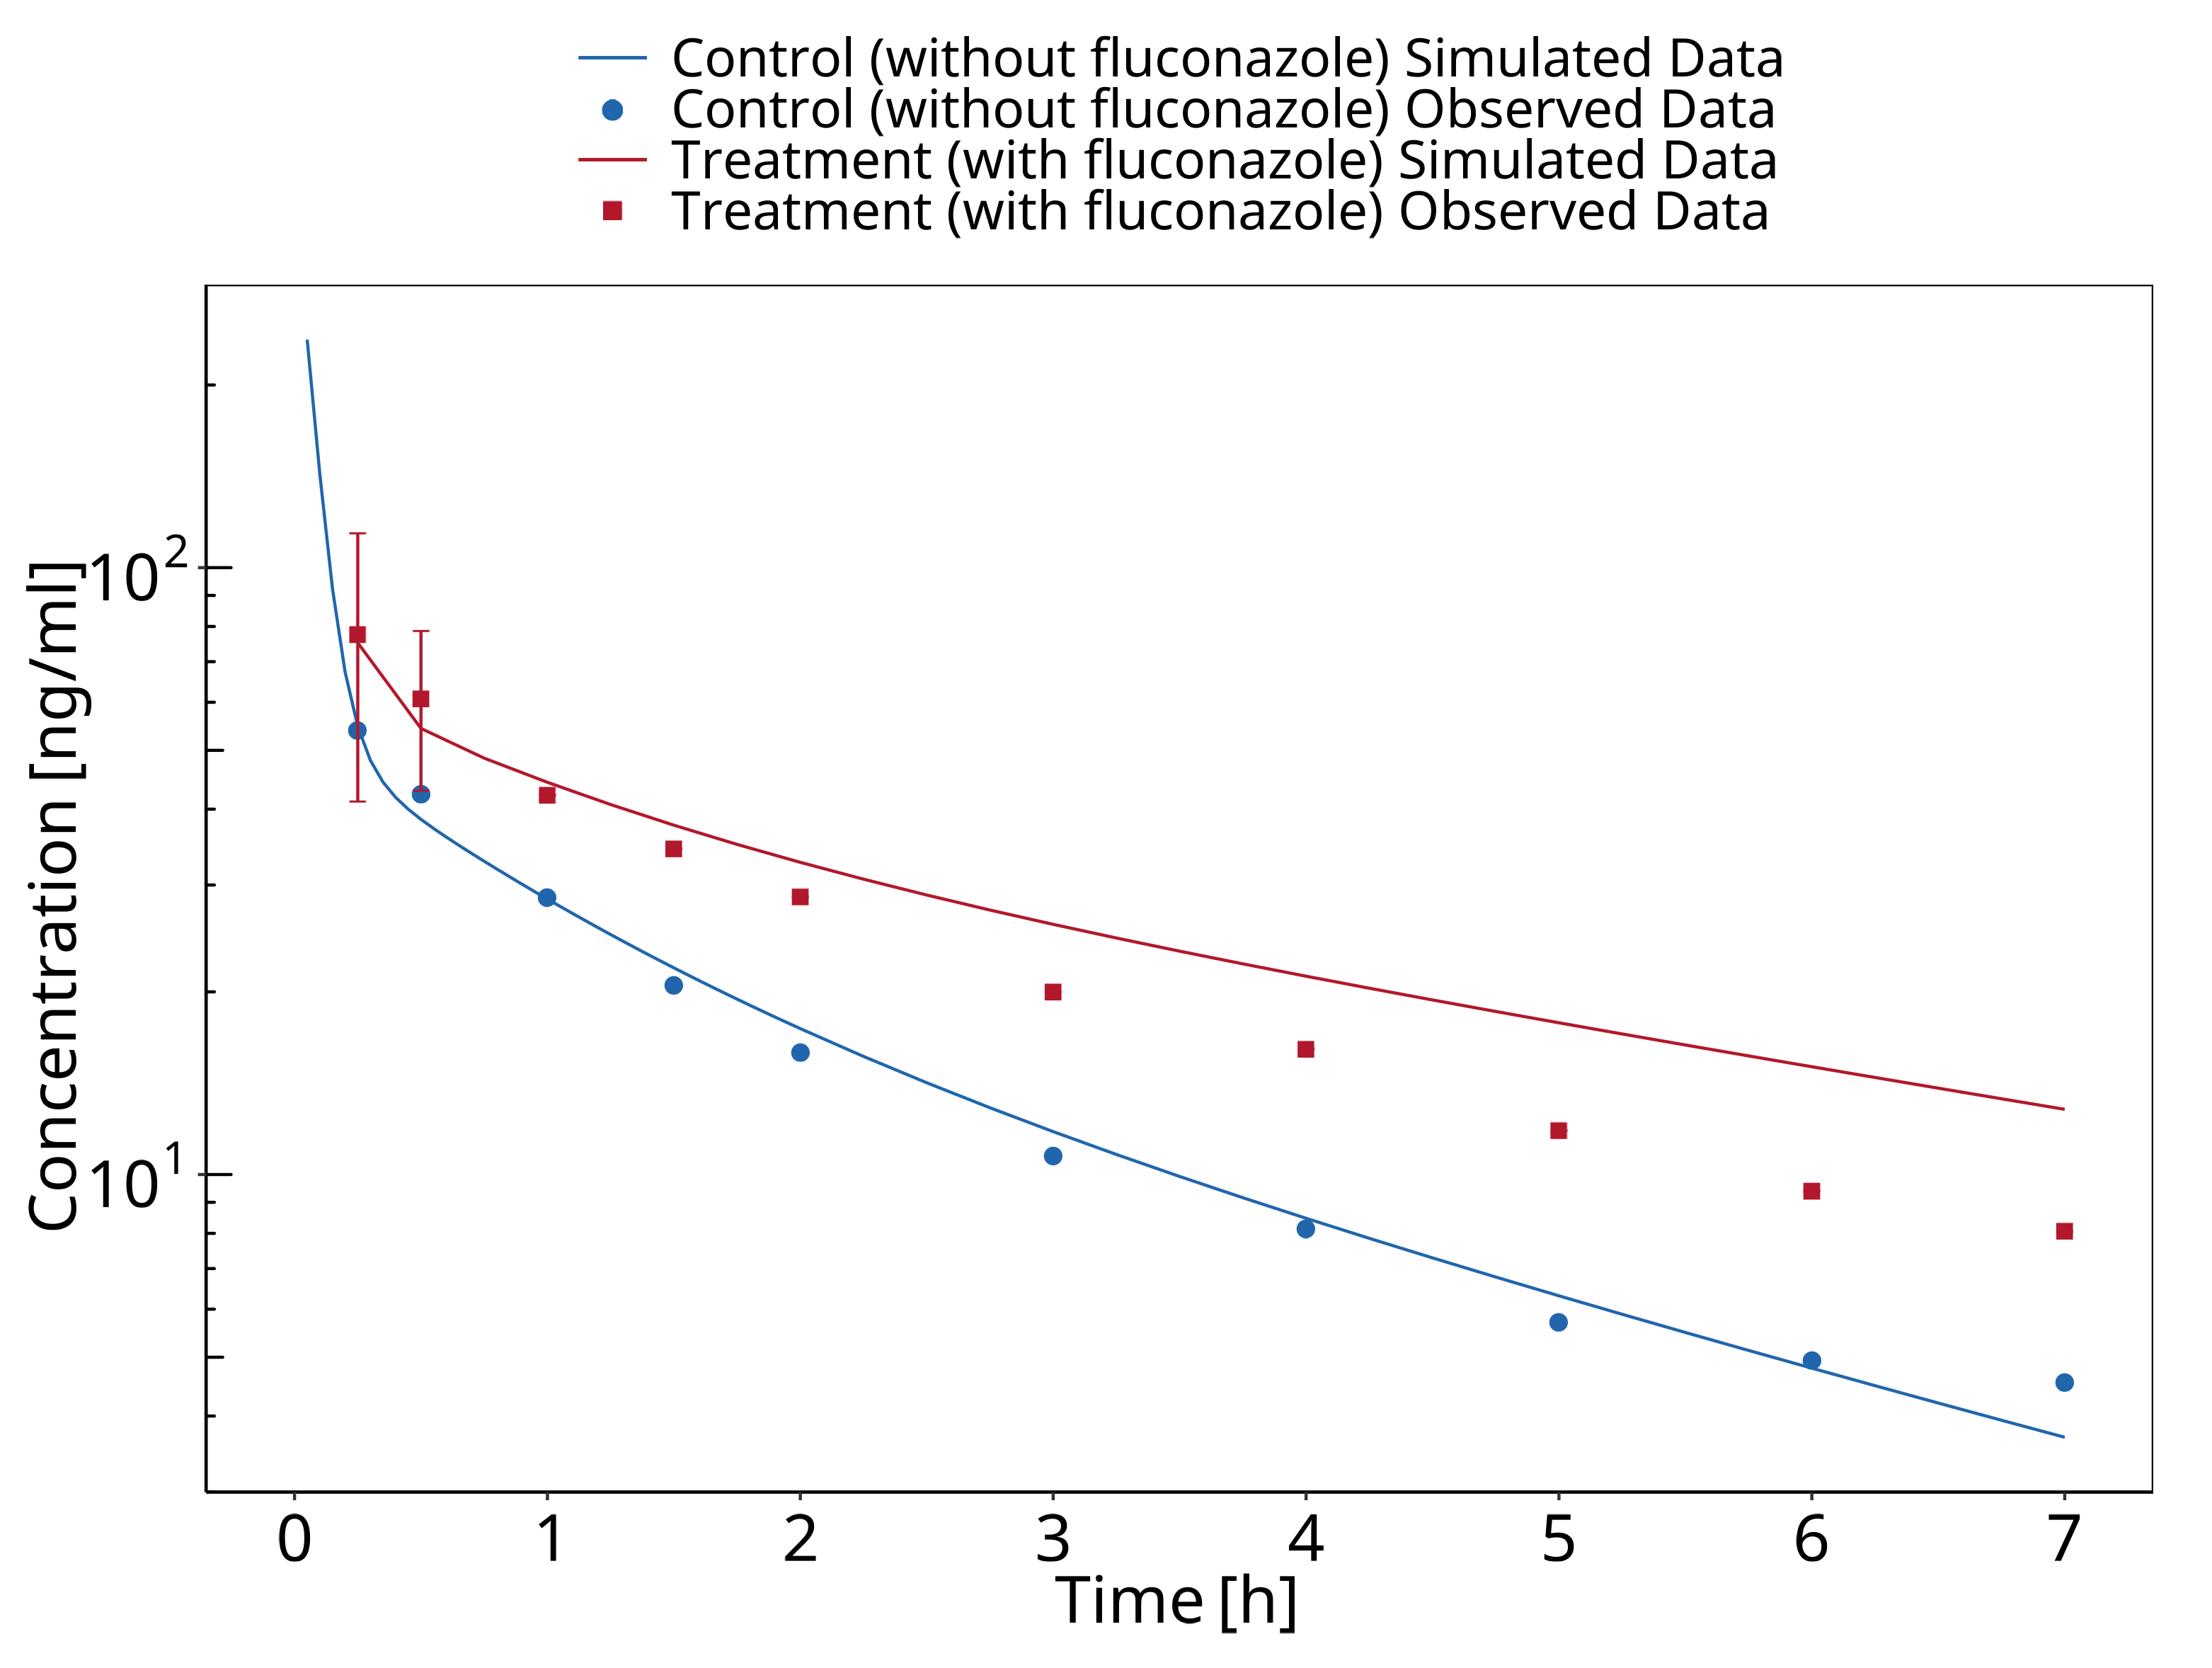 Control (without fluconazole) Simulated Data
Control (without fluconazole) Observed Data
Treatment (with fluconazole) Simulated Data
Treatment (with fluconazole) Observed Data
Concentration [ng/ml]
10²
10¹
0 1 2 3 4 5 6 7
Time [h]